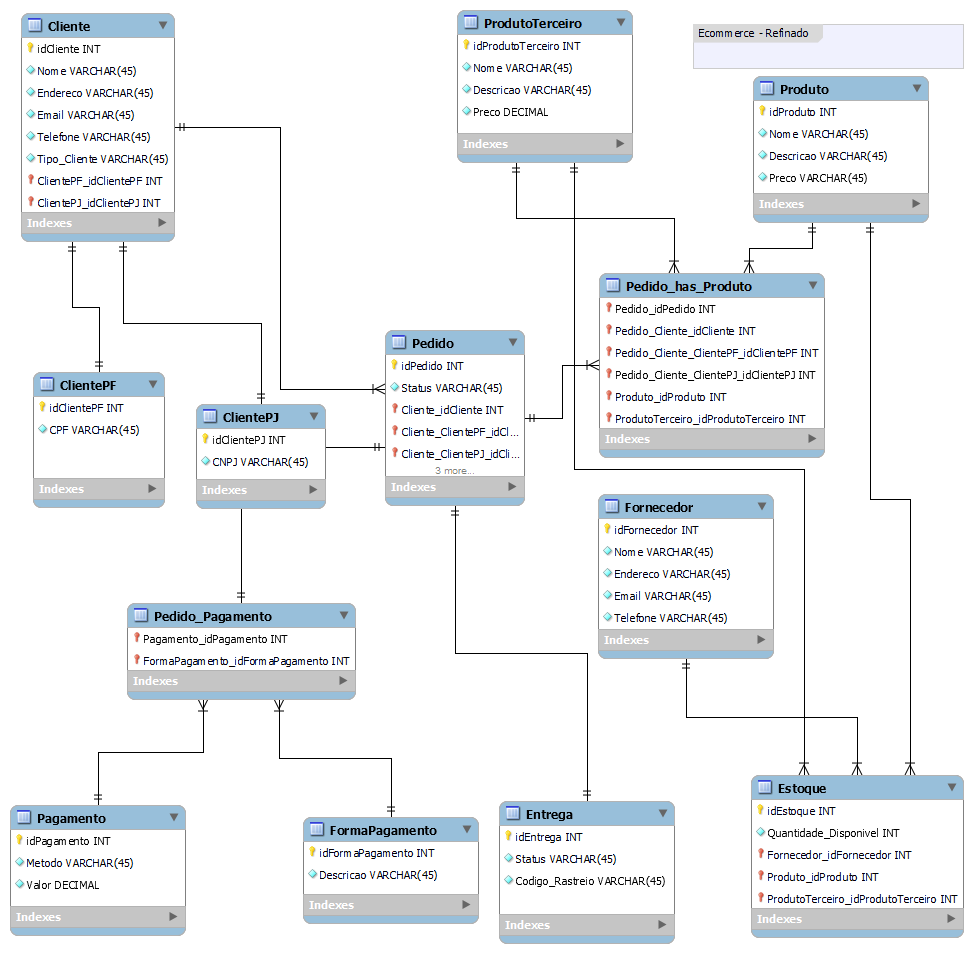 Cliente
idCliente INT
Nome VARCHAR(45)
Endereco VARCHAR(45)
Email VARCHAR(45)
Telefone VARCHAR(45)
Tipo_Cliente VARCHAR(45)
ClientePF_idClientePF INT
ClientePJ_idClientePJ INT
Indexes
ProdutoTerceiro
idProdutoTerceiro INT
Nome VARCHAR(45)
Descricao VARCHAR(45)
Preco DECIMAL
Indexes
Ecommerce - Refinado
Produto
idProduto INT
Nome VARCHAR(45)
Descricao VARCHAR(45)
Preco VARCHAR(45)
Indexes
Pedido_has_Produto
Pedido_idPedido INT
Pedido_Cliente_idCliente INT
Pedido_Cliente_ClientePF_idClientePF INT
Pedido_Cliente_ClientePJ_idClientePJ INT
Produto_idProduto INT
ProdutoTerceiro_idProdutoTerceiro INT
Indexes
Pedido
idPedido INT
Status VARCHAR(45)
Cliente_idCliente INT
Cliente_ClientePF_idCl...
Cliente_ClientePJ_idCli...
3 more...
Indexes
ClientePF
idClientePF INT
CPF VARCHAR(45)
Indexes
ClientePJ
idClientePJ INT
CNPJ VARCHAR(45)
Indexes
Fornecedor
idFornecedor INT
Nome VARCHAR(45)
Endereco VARCHAR(45)
Email VARCHAR(45)
Telefone VARCHAR(45)
Indexes
Pedido_Pagamento
Pagamento_idPagamento INT
FormaPagamento_idFormaPagamento INT
Indexes
Pagamento
idPagamento INT
Metodo VARCHAR(45)
Valor DECIMAL
Indexes
FormaPagamento
idFormaPagamento INT
Descricao VARCHAR(45)
Indexes
Entrega
idEntrega INT
Status VARCHAR(45)
Codigo_Rastreio VARCHAR(45)
Indexes
Estoque
idEstoque INT
Quantidade_Disponivel INT
Fornecedor_idFornecedor INT
Produto_idProduto INT
ProdutoTerceiro_idProdutoTerceiro INT
Indexes